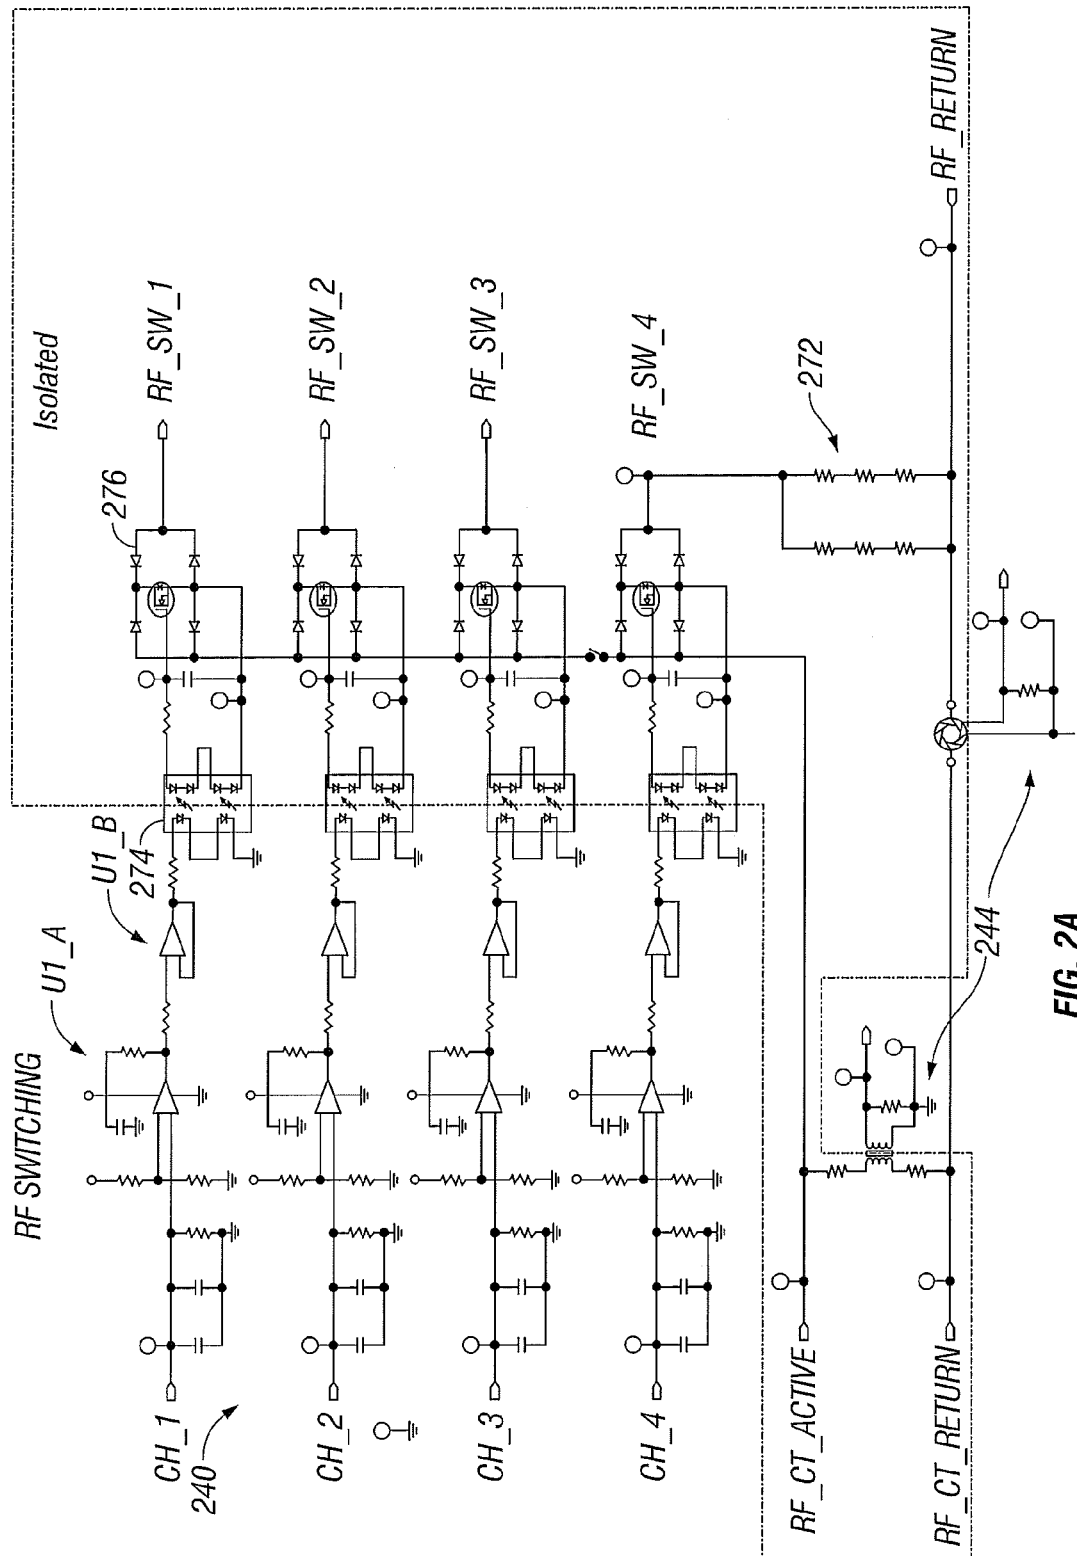 RF SWITCHING
Isolated
U1_A
U1_B
274
276
CH_1
RF_SW_1
240
CH_2
RF_SW_2
CH_3
RF_SW_3
CH_4
RF_SW_4
272
RF_CT_ACTIVE
RF_CT_RETURN
RF_RETURN
244
FIG. 2A